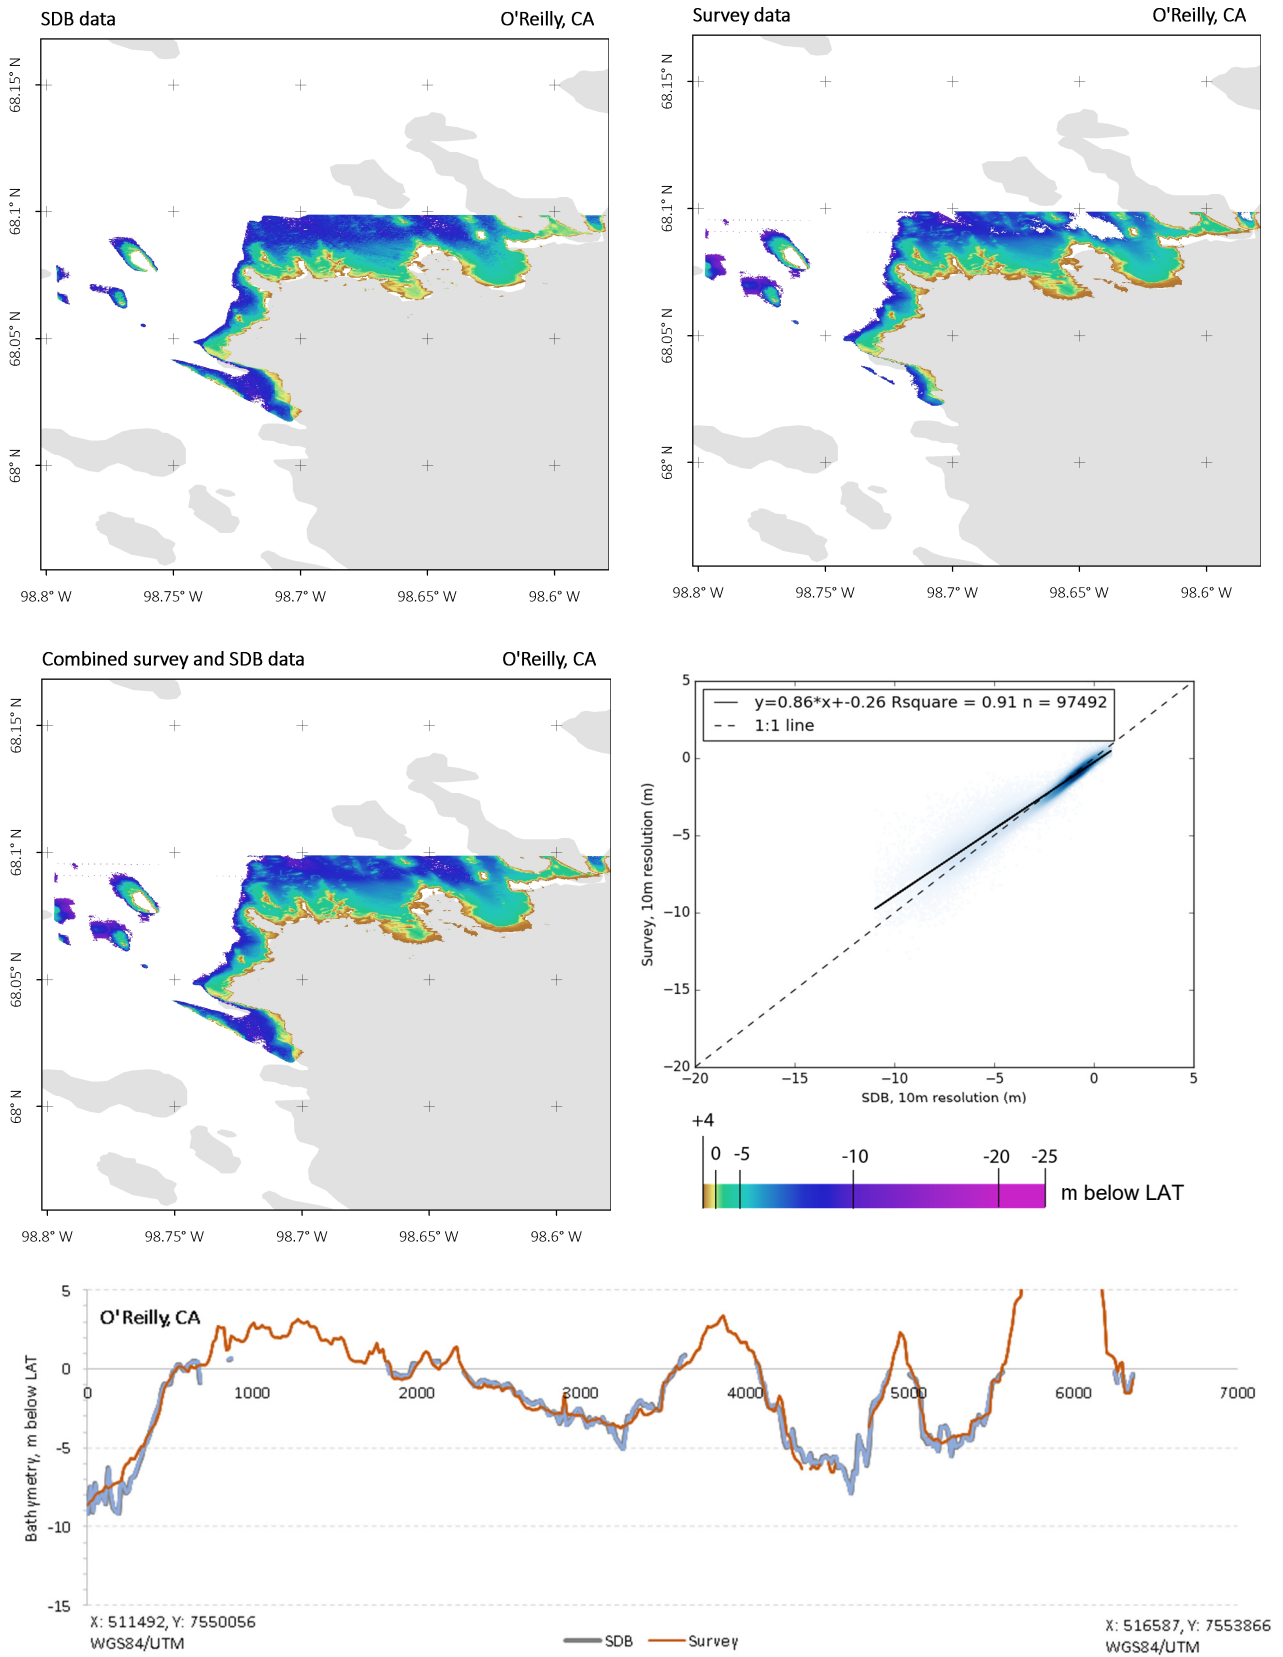 SDB data O'Reilly, CA
68.15° N
68.1° N
68.05° N
68° N
98.8° W 98.75° W 98.7° W 98.65° W 98.6° W
Survey data O'Reilly, CA
68.15° N
68.1° N
68.05° N
68° N
98.8° W 98.75° W 98.7° W 98.65° W 98.6° W
Combined survey and SDB data O'Reilly, CA
68.15° N
68.1° N
68.05° N
68° N
98.8° W 98.75° W 98.7° W 98.65° W 98.6° W
y=0.86*x+-0.26 Rsquare = 0.91 n = 97492
1:1 line
5
0
−5
−10
−15
−20
Survey, 10m resolution (m)
−20 −15 −10 −5 0 5
SDB, 10m resolution (m)
+4
0 -5 -10 -20 -25
m below LAT
O'Reilly, CA
Bathymetry, m below LAT
5
0
-5
-10
-15
0 1000 2000 3000 4000 5000 6000 7000
X: 511492, Y: 7550056
WGS84/UTM
SDB Survey
X: 516587, Y: 7553866
WGS84/UTM